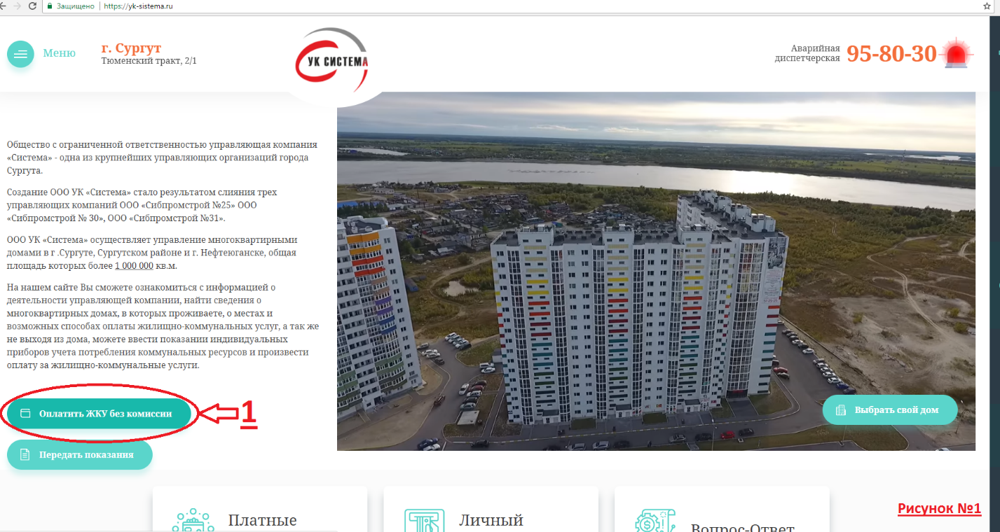 Защищено | https://yk-sistema.ru
Меню
г. Сургут
Тюменский тракт, 2/1
УК СИСТЕМА
Аварийная
диспетчерская
95-80-30
Общество с ограниченной ответственностью управляющая компания
«Система» - одна из крупнейших управляющих организаций города
Сургута.
Создание ООО УК «Система» стало результатом слияния трех
управляющих компаний ООО «Сибпромстрой №25» ООО
«Сибпромстрой № 30», ООО «Сибпромстрой №31».
ООО УК «Система» осуществляет управление многоквартирными
домами в г .Сургуте, Сургутском районе и г. Нефтеюганске, общая
площадь которых более 1 000 000 кв.м.
На нашем сайте Вы сможете ознакомиться с информацией о
деятельности управляющей компании, найти сведения о
многоквартирных домах, в которых проживаете, о местах и
возможных способах оплаты жилищно-коммунальных услуг, а так же
не выходя из дома, можете ввести показании индивидуальных
приборов учета потребления коммунальных ресурсов и произвести
оплату за жилищно-коммунальные услуги.
Оплатить ЖКУ без комиссии
1
Передать показания
Выбрать свой дом
Платные
Личный
Вопрос-Ответ
Рисунок №1